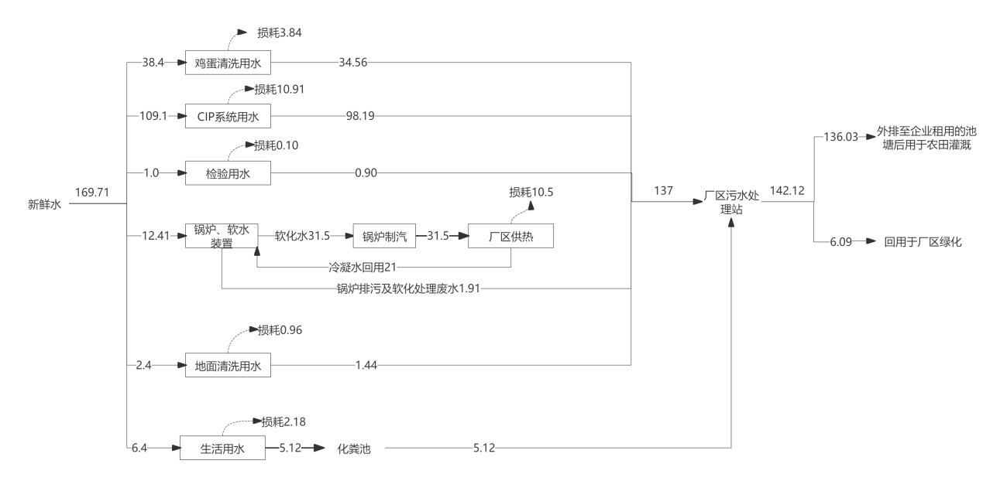 损耗3.84
38.4
鸡蛋清洗用水
34.56
损耗10.91
109.1
CIP系统用水
98.19
损耗0.10
1.0
检验用水
0.90
新鲜水
169.71
损耗10.5
12.41
锅炉、软水
装置
软化水31.5
锅炉制汽
31.5
厂区供热
冷凝水回用21
锅炉排污及软化处理废水1.91
损耗0.96
2.4
地面清洗用水
1.44
损耗2.18
6.4
生活用水
5.12
化粪池
5.12
137
厂区污水处
理站
142.12
136.03
外排至企业租用的池
塘后用于农田灌溉
6.09
回用于厂区绿化